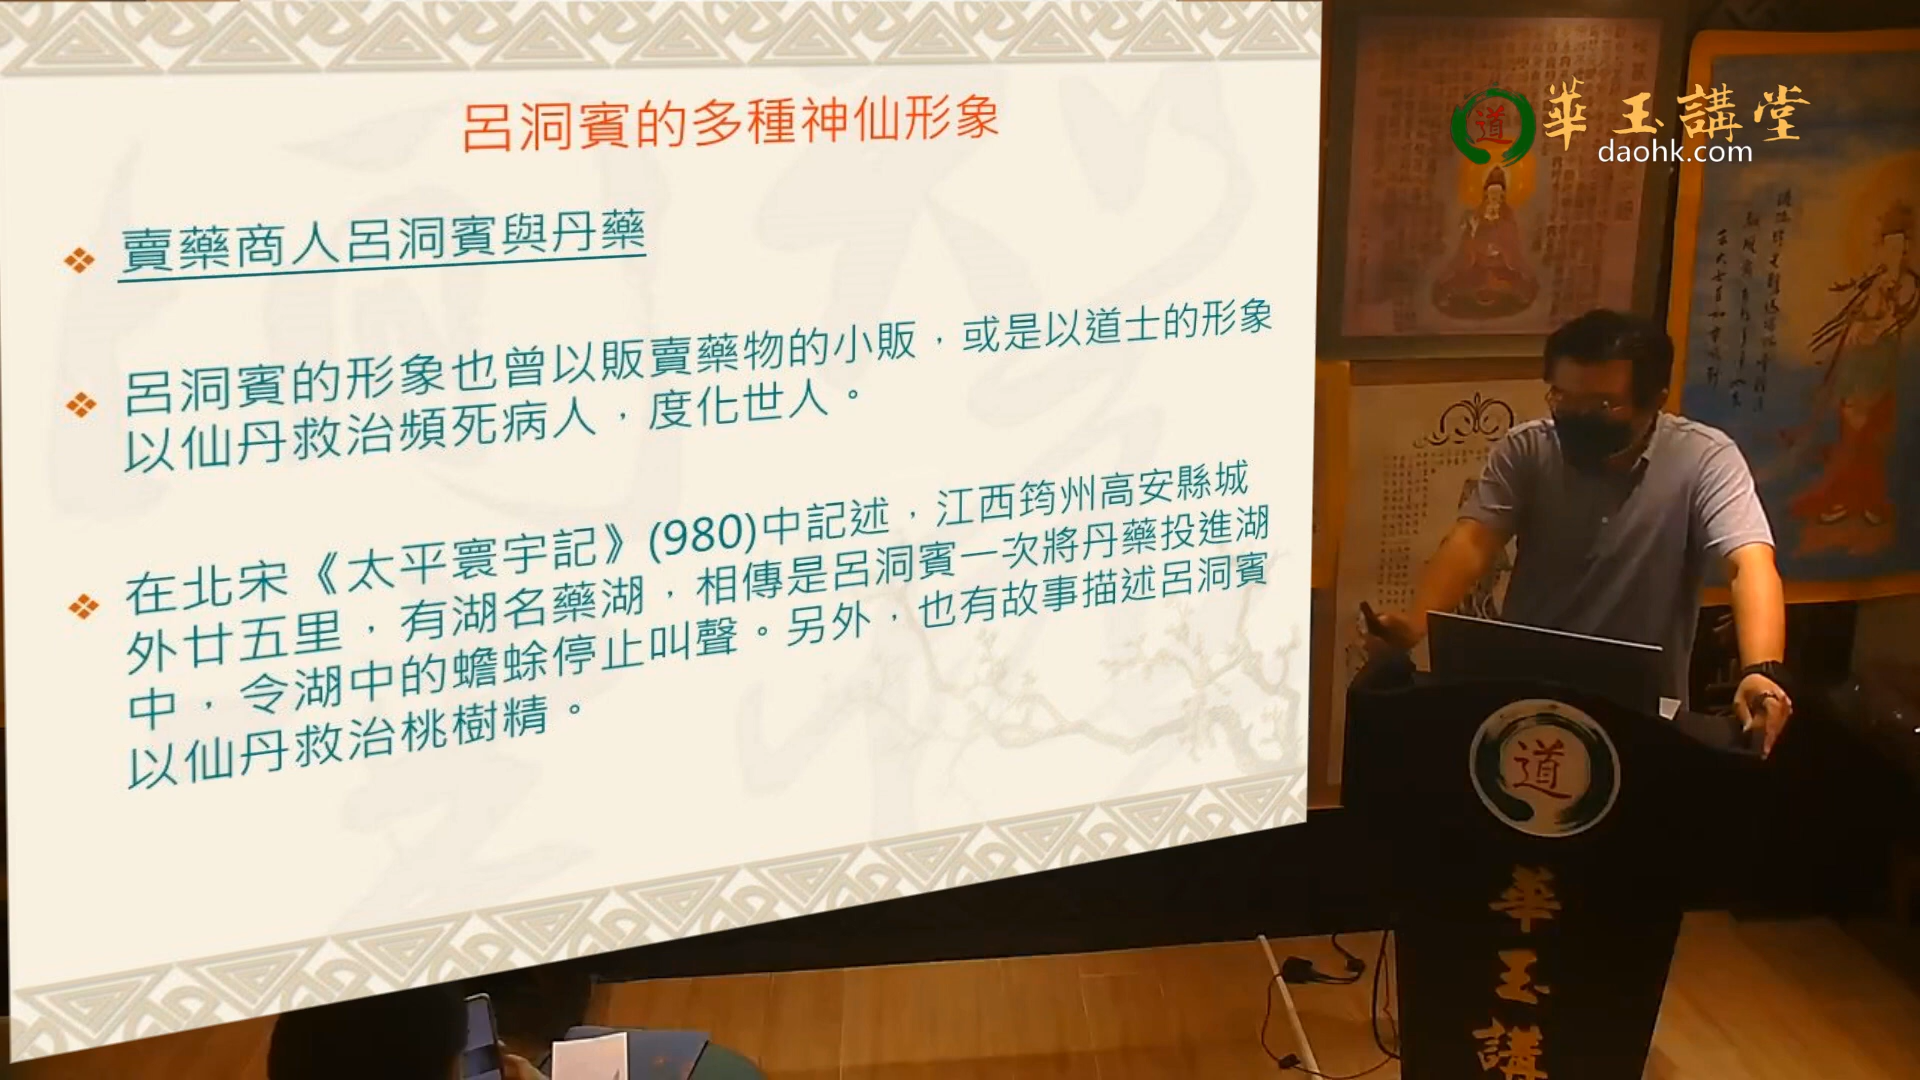 呂洞賓的多種神仙形象
賣藥商人呂洞賓與丹藥
呂洞賓的形象也曾以販賣藥物的小販，或是以道士的形象
以仙丹救治頻死病人，度化世人。
在北宋《太平寰宇記》(980)中記述，江西筠州高安縣城
外廿五里，有湖名藥湖，相傳是呂洞賓一次將丹藥投進湖
中，令湖中的蟾蜍停止叫聲。另外，也有故事描述呂洞賓
以仙丹救治桃樹精。
道
華玉講堂
daohk.com
道
華
玉
講